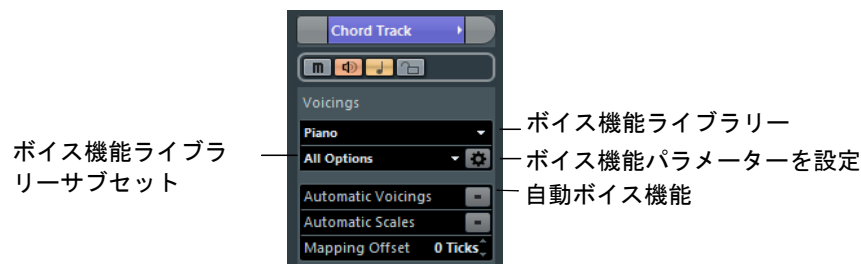 Chord Track
m
Voicings
Piano
ボイス機能ライブラリー
ボイス機能ライブラ
リーサブセット
All Options
ボイス機能パラメーターを設定
Automatic Voicings
自動ボイス機能
Automatic Scales
Mapping Offset 0 Ticks